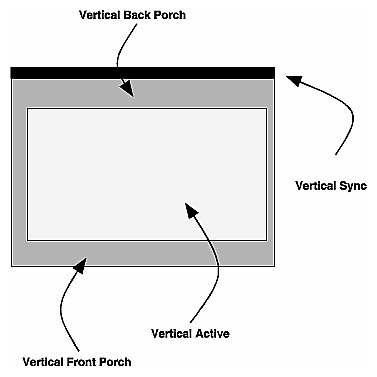 Vertical Back Porch
Vertical Sync
Vertical Active
Vertical Front Porch